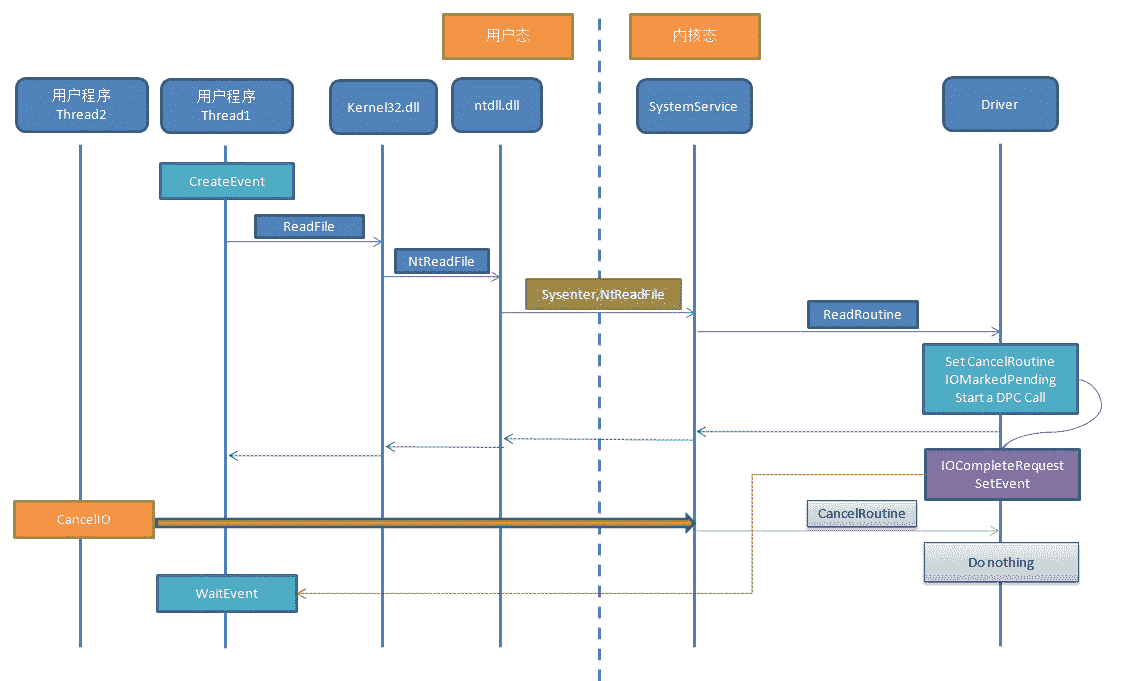 用户态
内核态
用户程序
Thread2
用户程序
Thread1
Kernel32.dll
ntdll.dll
SystemService
Driver
CreateEvent
ReadFile
NtReadFile
Sysenter,NtReadFile
ReadRoutine
Set CancelRoutine
IOMarkedPending
Start a DPC Call
IOCompleteRequest
SetEvent
CancelIO
CancelRoutine
Do nothing
WaitEvent